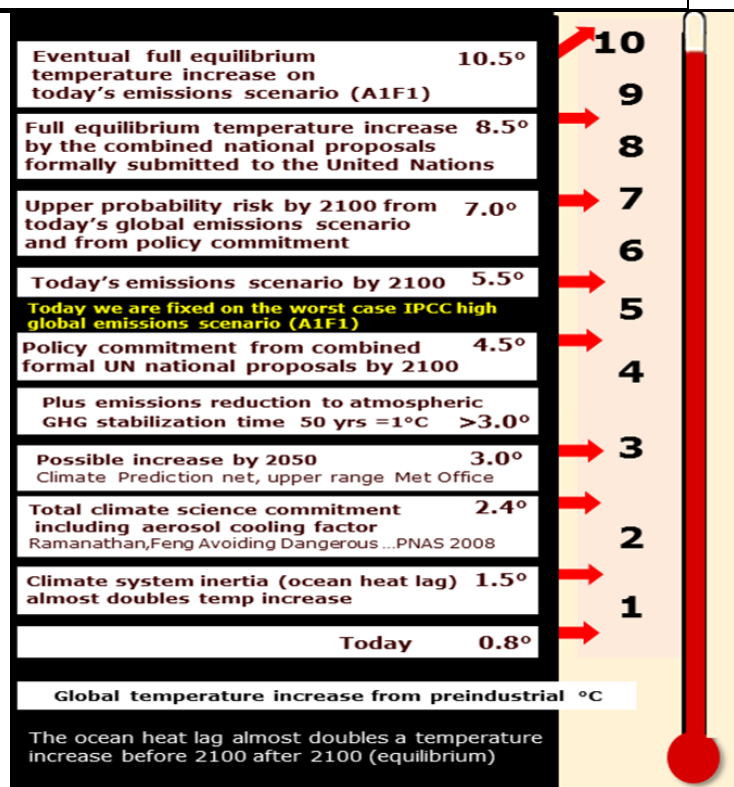 Eventual full equilibrium 10.5°
temperature increase on
today's emissions scenario (A1F1)
Full equilibrium temperature increase 8.5°
by the combined national proposals
formally submitted to the United Nations
Upper probability risk by 2100 from 7.0°
today's global emissions scenario
and from policy commitment
Today's emissions scenario by 2100 5.5°
Today we are fixed on the worst case IPCC high
global emissions scenario (A1F1)
Policy commitment from combined 4.5°
formal UN national proposals by 2100
Plus emissions reduction to atmospheric
GHG stabilization time 50 yrs =1°C >3.0°
Possible increase by 2050 3.0°
Climate Prediction net, upper range Met Office
Total climate science commitment 2.4°
including aerosol cooling factor
Ramanathan,Feng Avoiding Dangerous ...PNAS 2008
Climate system inertia (ocean heat lag) 1.5°
almost doubles temp increase
Today 0.8°
Global temperature increase from preindustrial °C
The ocean heat lag almost doubles a temperature
increase before 2100 after 2100 (equilibrium)
10
9
8
7
6
5
4
3
2
1